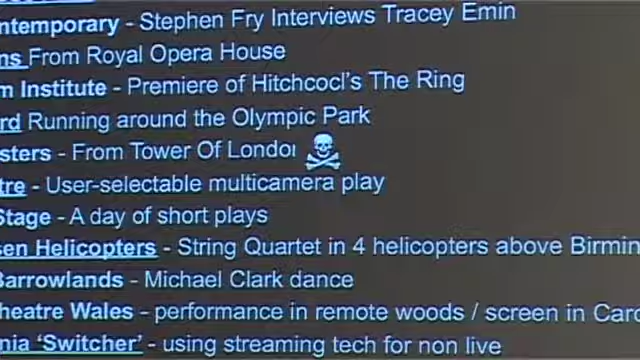 ntemporary - Stephen Fry Interviews Tracey Emin
ns From Royal Opera House
m Institute - Premiere of Hitchcocl's The Ring
rd Running around the Olympic Park
sters - From Tower Of Londo
tre - User-selectable multicamera play
Stage - A day of short plays
sen Helicopters - String Quartet in 4 helicopters above Birmin
Barrowlands - Michael Clark dance
heatre Wales - performance in remote woods / screen in Card
nia 'Switcher' - using streaming tech for non live